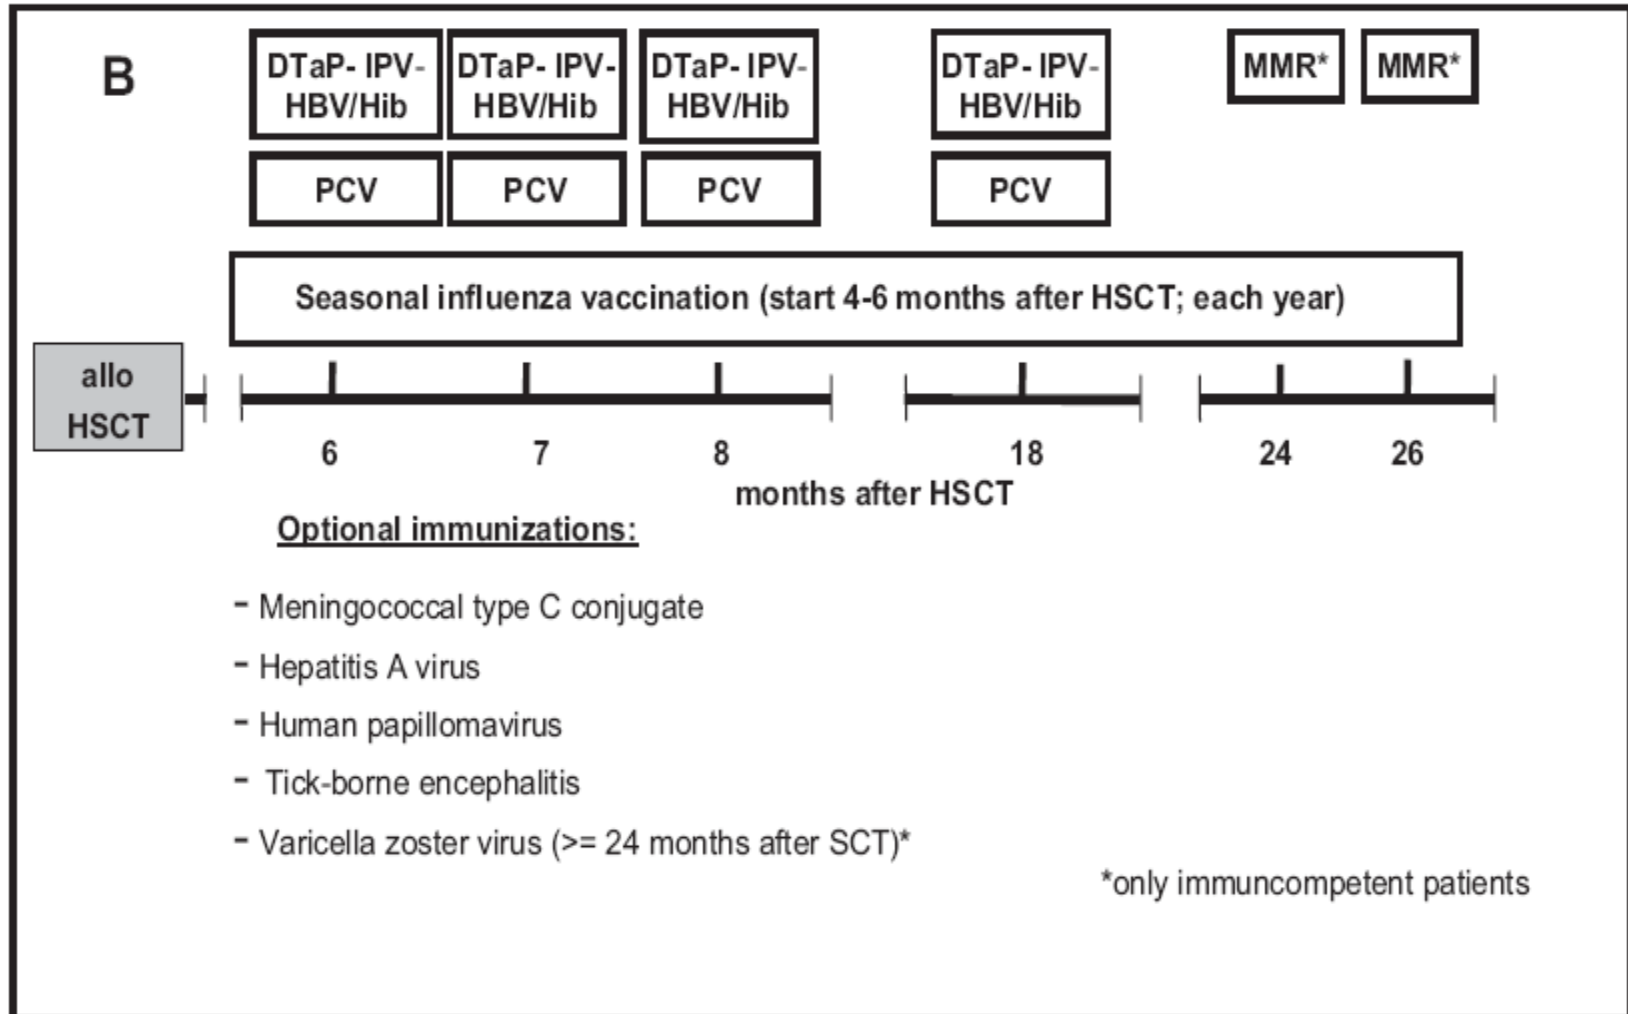 B
DTaP- IPV-
HBV/Hib
DTaP- IPV-
HBV/Hib
DTaP- IPV-
HBV/Hib
DTaP- IPV-
HBV/Hib
MMR*
MMR*
PCV
PCV
PCV
PCV
Seasonal influenza vaccination (start 4-6 months after HSCT; each year)
allo
HSCT
6
7
8
18
24
26
months after HSCT
Optional immunizations:
- Meningococcal type C conjugate
- Hepatitis A virus
- Human papillomavirus
- Tick-borne encephalitis
- Varicella zoster virus (>= 24 months after SCT)*
*only immuncompetent patients